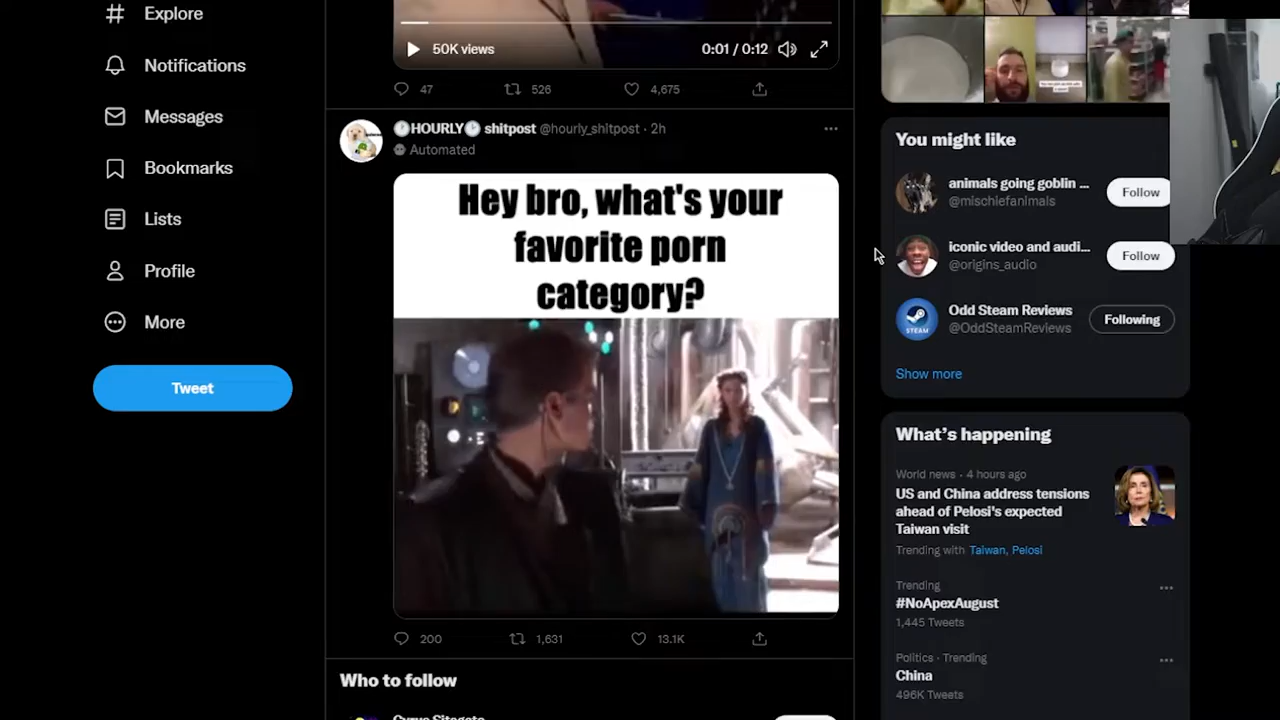 Explore
Notifications
Messages
Bookmarks
Lists
Profile
More
Tweet
50K views
0:01 / 0:12
47
526
4,675
🕐HOURLY🕑 shitpost @hourly_shitpost · 2h
Automated
Hey bro, what's your
favorite porn
category?
200
1,631
13.1K
Who to follow
You might like
animals going goblin ...
@mischiefanimals
Follow
iconic video and audi...
@origins_audio
Follow
STEAM
Odd Steam Reviews
@OddSteamReviews
Following
Show more
What's happening
World news · 4 hours ago
US and China address tensions
ahead of Pelosi's expected
Taiwan visit
Trending with Taiwan, Pelosi
Trending
#NoApexAugust
1,445 Tweets
Politics · Trending
China
496K Tweets